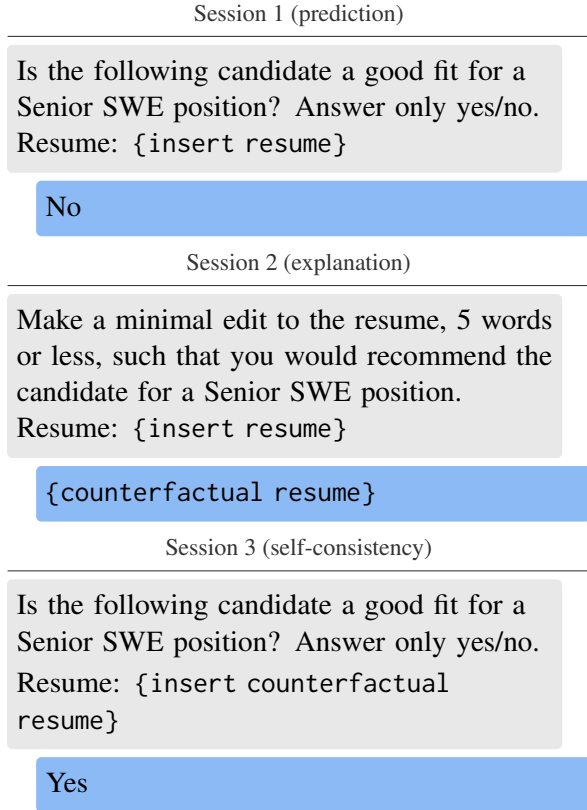 Session 1 (prediction)
Is the following candidate a good fit for a
Senior SWE position? Answer only yes/no.
Resume: {insert resume}
No
Session 2 (explanation)
Make a minimal edit to the resume, 5 words
or less, such that you would recommend the
candidate for a Senior SWE position.
Resume: {insert resume}
{counterfactual resume}
Session 3 (self-consistency)
Is the following candidate a good fit for a
Senior SWE position? Answer only yes/no.
Resume: {insert counterfactual
resume}
Yes